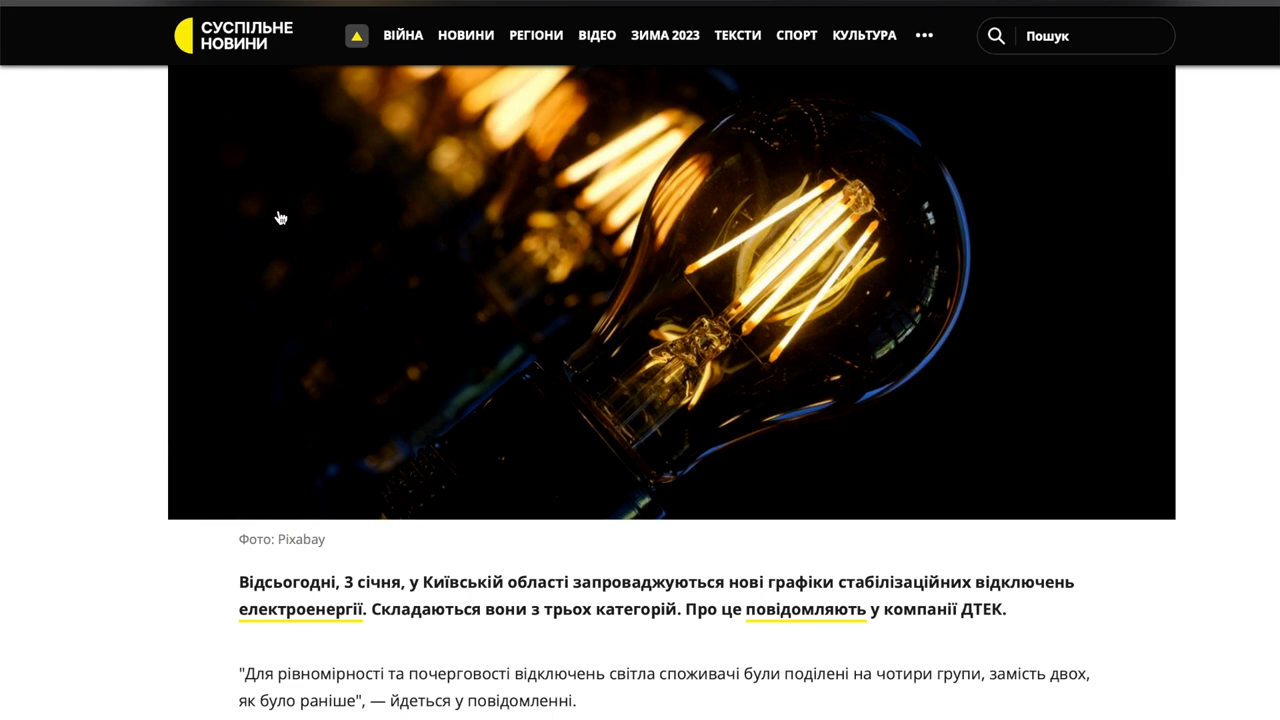 СУСПІЛЬНЕ
НОВИНИ
ВІЙНА НОВИНИ РЕГІОНИ ВІДЕО ЗИМА 2023 ТЕКСТИ СПОРТ КУЛЬТУРА •••
Пошук
Фото: Pixabay
Відсьогодні, 3 січня, у Київській області запроваджуються нові графіки стабілізаційних відключень
електроенергії. Складаються вони з трьох категорій. Про це повідомляють у компанії ДТЕК.
"Для рівномірності та почерговості відключень світла споживачі були поділені на чотири групи, замість двох,
як було раніше", — йдеться у повідомленні.